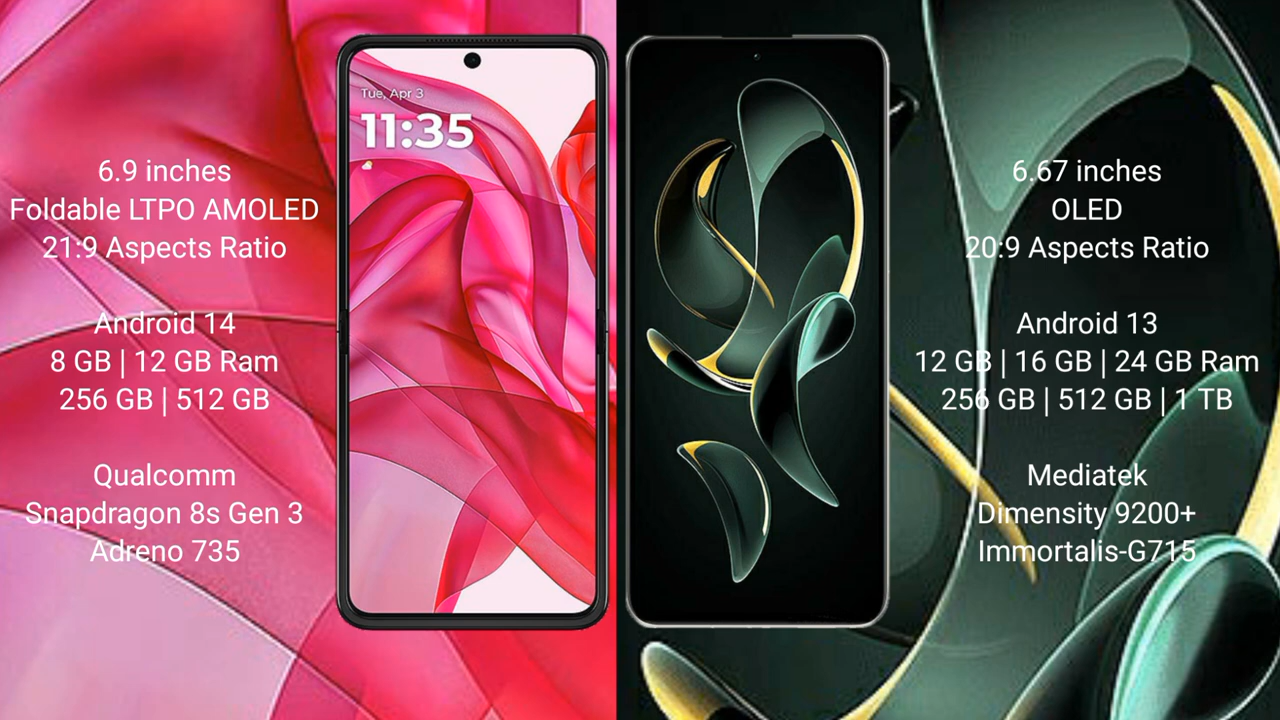 6.9 inches
Foldable LTPO AMOLED
21:9 Aspects Ratio
Android 14
8 GB | 12 GB Ram
256 GB | 512 GB
Qualcomm
Snapdragon 8s Gen 3
Adreno 735
Tue, Apr 3
11:35
6.67 inches
OLED
20:9 Aspects Ratio
Android 13
12 GB | 16 GB | 24 GB Ram
256 GB | 512 GB | 1 TB
Mediatek
Dimensity 9200+
Immortalis-G715